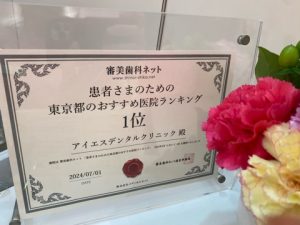 審美歯科ネット
患者さまのための
東京都のおすすめ医院ランキング
1位
アイエスデンタルクリニック 殿
2024/07/01
DATE